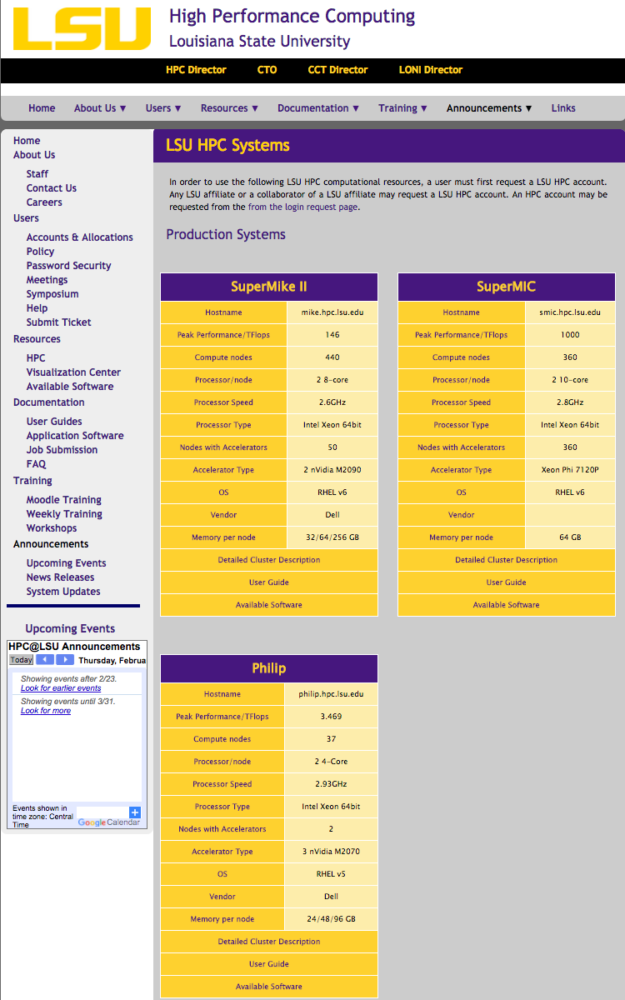 LSU
High Performance Computing
Louisiana State University
HPC Director CTO CCT Director LONI Director
Home About Us ▼ Users ▼ Resources ▼ Documentation ▼ Training ▼ Announcements ▼ Links
Home
About Us
Staff
Contact Us
Careers
Users
Accounts & Allocations
Policy
Password Security
Meetings
Symposium
Help
Submit Ticket
Resources
HPC
Visualization Center
Available Software
Documentation
User Guides
Application Software
Job Submission
FAQ
Training
Moodle Training
Weekly Training
Workshops
Announcements
Upcoming Events
News Releases
System Updates
Upcoming Events
HPC@LSU Announcements
Today Thursday, Februa
Showing events after 2/23.
Look for earlier events
Showing events until 3/31.
Look for more
Events shown in
time zone: Central
Time
Google Calendar
LSU HPC Systems
In order to use the following LSU HPC computational resources, a user must first request a LSU HPC account.
Any LSU affiliate or a collaborator of a LSU affiliate may request a LSU HPC account. An HPC account may be
requested from the from the login request page.
Production Systems
SuperMike II
Hostname mike.hpc.lsu.edu
Peak Performance/TFlops 146
Compute nodes 440
Processor/node 2 8-core
Processor Speed 2.6GHz
Processor Type Intel Xeon 64bit
Nodes with Accelerators 50
Accelerator Type 2 nVidia M2090
OS RHEL v6
Vendor Dell
Memory per node 32/64/256 GB
Detailed Cluster Description
User Guide
Available Software
SuperMIC
Hostname smic.hpc.lsu.edu
Peak Performance/TFlops 1000
Compute nodes 360
Processor/node 2 10-core
Processor Speed 2.8GHz
Processor Type Intel Xeon 64bit
Nodes with Accelerators 360
Accelerator Type Xeon Phi 7120P
OS RHEL v6
Vendor
Memory per node 64 GB
Detailed Cluster Description
User Guide
Available Software
Philip
Hostname philip.hpc.lsu.edu
Peak Performance/TFlops 3.469
Compute nodes 37
Processor/node 2 4-Core
Processor Speed 2.93GHz
Processor Type Intel Xeon 64bit
Nodes with Accelerators 2
Accelerator Type 3 nVidia M2070
OS RHEL v5
Vendor Dell
Memory per node 24/48/96 GB
Detailed Cluster Description
User Guide
Available Software